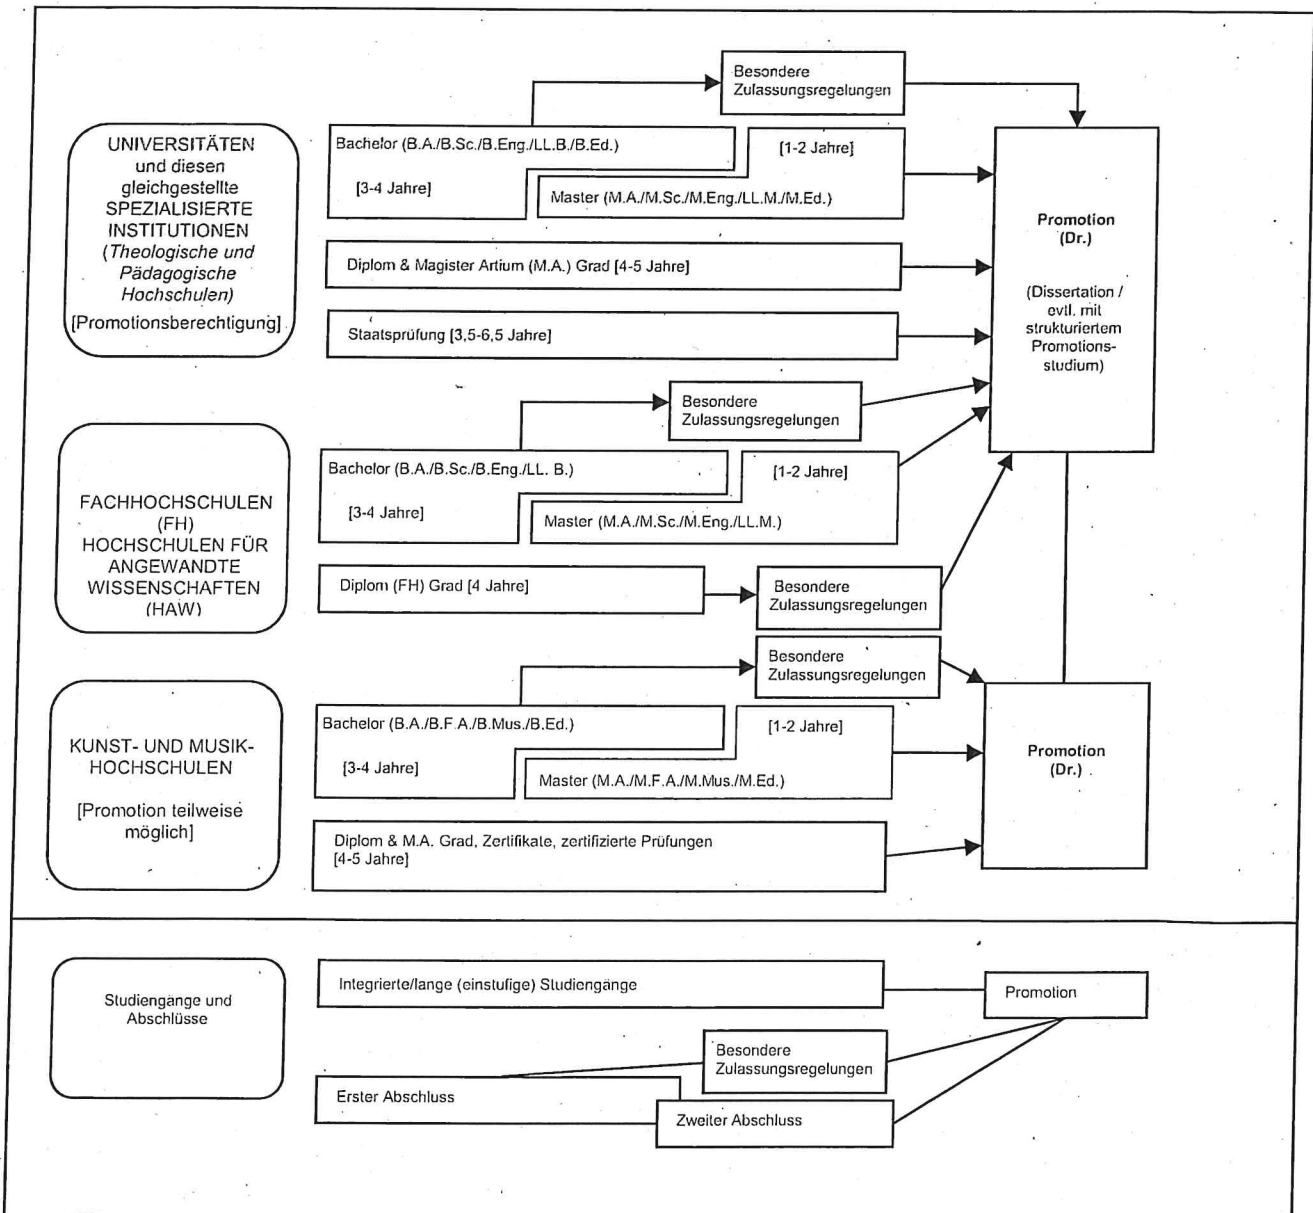 Besondere
Zulassungsregelungen
UNIVERSITÄTEN
und diesen
gleichgestellte
SPEZIALISIERTE
INSTITUTIONEN
(Theologische und
Pädagogische
Hochschulen)
[Promotionsberechtigung]
Bachelor (B.A./B.Sc./B.Eng./LL.B./B.Ed.)
[3-4 Jahre]
[1-2 Jahre]
Master (M.A./M.Sc./M.Eng./LL.M./M.Ed.)
Diplom & Magister Artium (M.A.) Grad [4-5 Jahre]
Staatsprüfung [3,5-6,5 Jahre]
Promotion
(Dr.)
(Dissertation /
evtl. mit
strukturiertem
Promotions-
studium)
Besondere
Zulassungsregelungen
FACHHOCHSCHULEN
(FH)
HOCHSCHULEN FÜR
ANGEWANDTE
WISSENSCHAFTEN
(HAW)
Bachelor (B.A./B.Sc./B.Eng./LL. B.)
[3-4 Jahre]
[1-2 Jahre]
Master (M.A./M.Sc./M.Eng./LL.M.)
Diplom (FH) Grad [4 Jahre]
Besondere
Zulassungsregelungen
Besondere
Zulassungsregelungen
KUNST- UND MUSIK-
HOCHSCHULEN
[Promotion teilweise
möglich]
Bachelor (B.A./B.F.A./B.Mus./B.Ed.)
[3-4 Jahre]
[1-2 Jahre]
Master (M.A./M.F.A./M.Mus./M.Ed.)
Diplom & M.A. Grad, Zertifikate, zertifizierte Prüfungen
[4-5 Jahre]
Promotion
(Dr.)
Studiengänge und
Abschlüsse
Integrierte/lange (einstufige) Studiengänge
Promotion
Besondere
Zulassungsregelungen
Erster Abschluss
Zweiter Abschluss